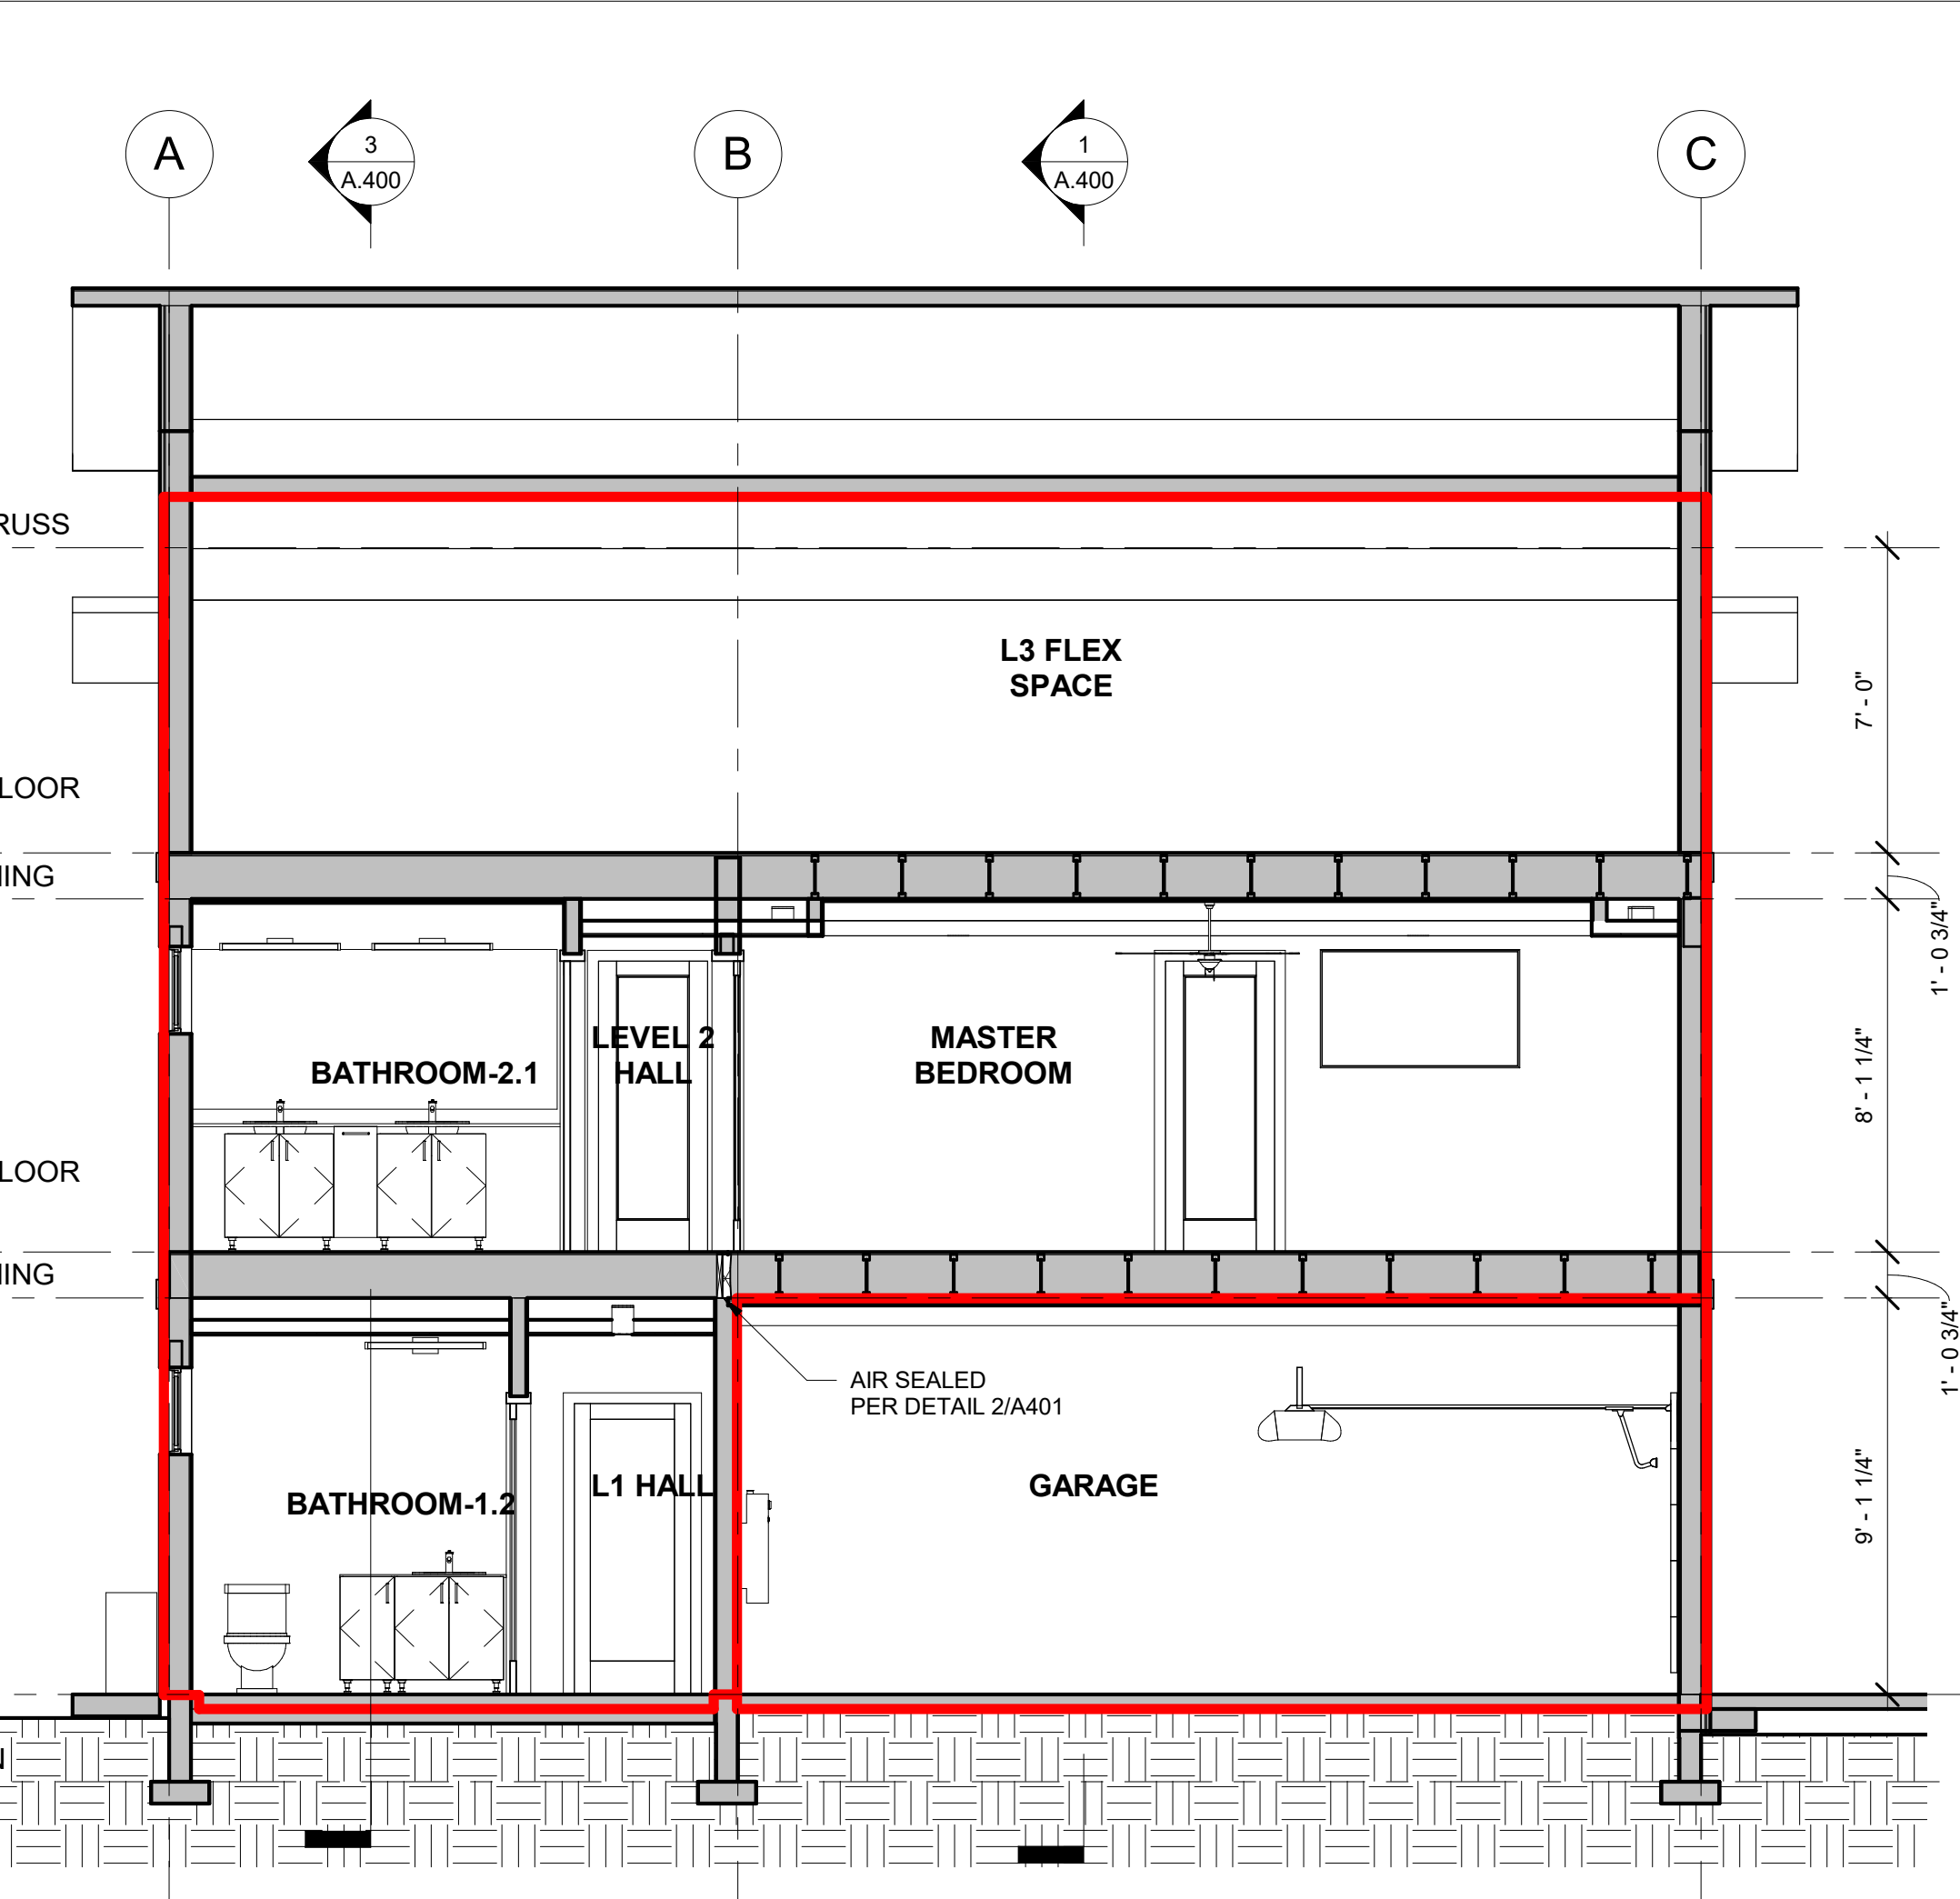 A
3
A.400
B
1
A.400
C
RUSS
L3 FLEX
SPACE
7' - 0"
LOOR
1' - 0 3/4"
LEVEL 2
HALL
MASTER
BEDROOM
BATHROOM-2.1
8' - 1 1/4"
LOOR
1' - 0 3/4"
AIR SEALED
PER DETAIL 2/A401
L1 HALL
GARAGE
BATHROOM-1.2
9' - 1 1/4"
N